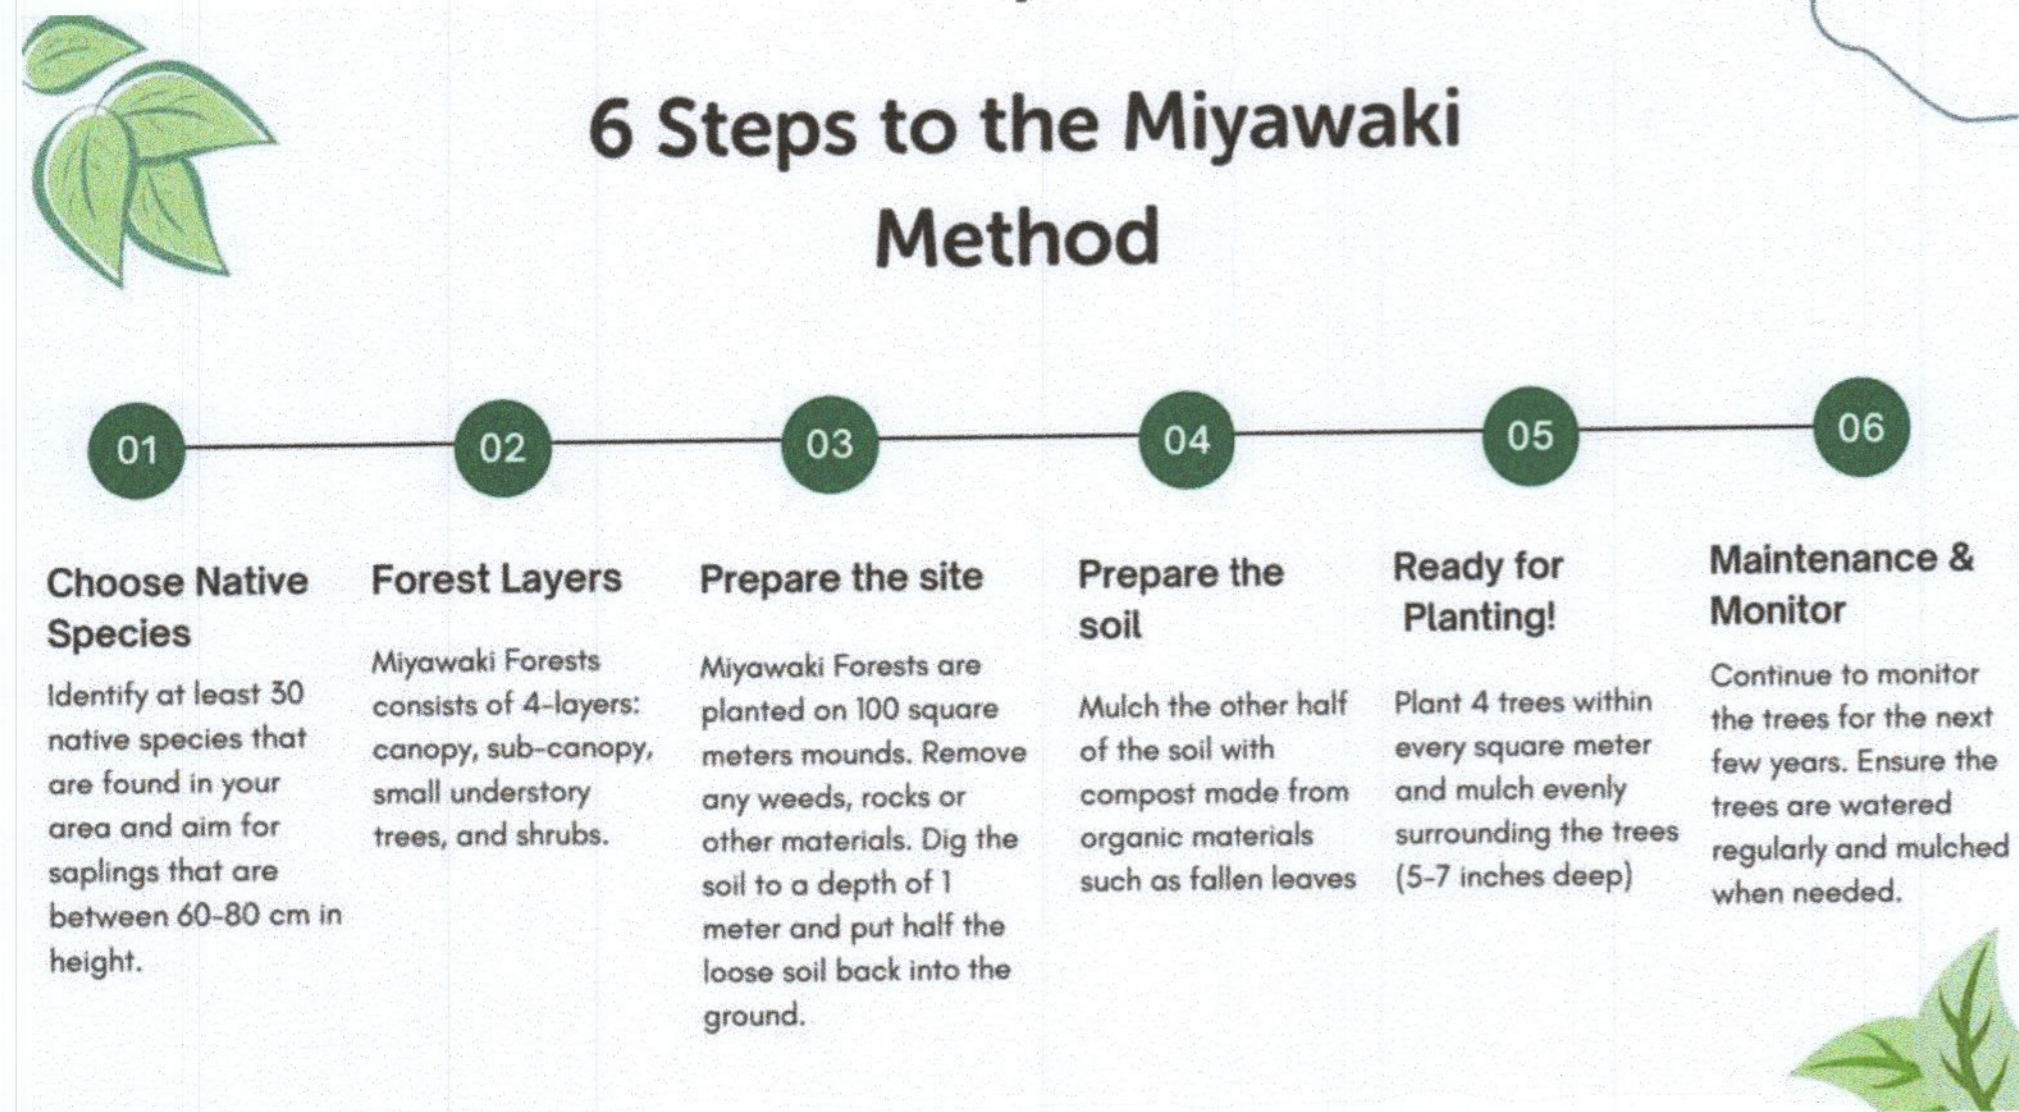 6 Steps to the Miyawaki
Method
01
02
03
04
05
06
Choose Native
Species
Identify at least 30
native species that
are found in your
area and aim for
saplings that are
between 60-80 cm in
height.
Forest Layers
Miyawaki Forests
consists of 4-layers:
canopy, sub-canopy,
small understory
trees, and shrubs.
Prepare the site
Miyawaki Forests are
planted on 100 square
meters mounds. Remove
any weeds, rocks or
other materials. Dig the
soil to a depth of 1
meter and put half the
loose soil back into the
ground.
Prepare the
soil
Mulch the other half
of the soil with
compost made from
organic materials
such as fallen leaves
Ready for
Planting!
Plant 4 trees within
every square meter
and mulch evenly
surrounding the trees
(5-7 inches deep)
Maintenance &
Monitor
Continue to monitor
the trees for the next
few years. Ensure the
trees are watered
regularly and mulched
when needed.